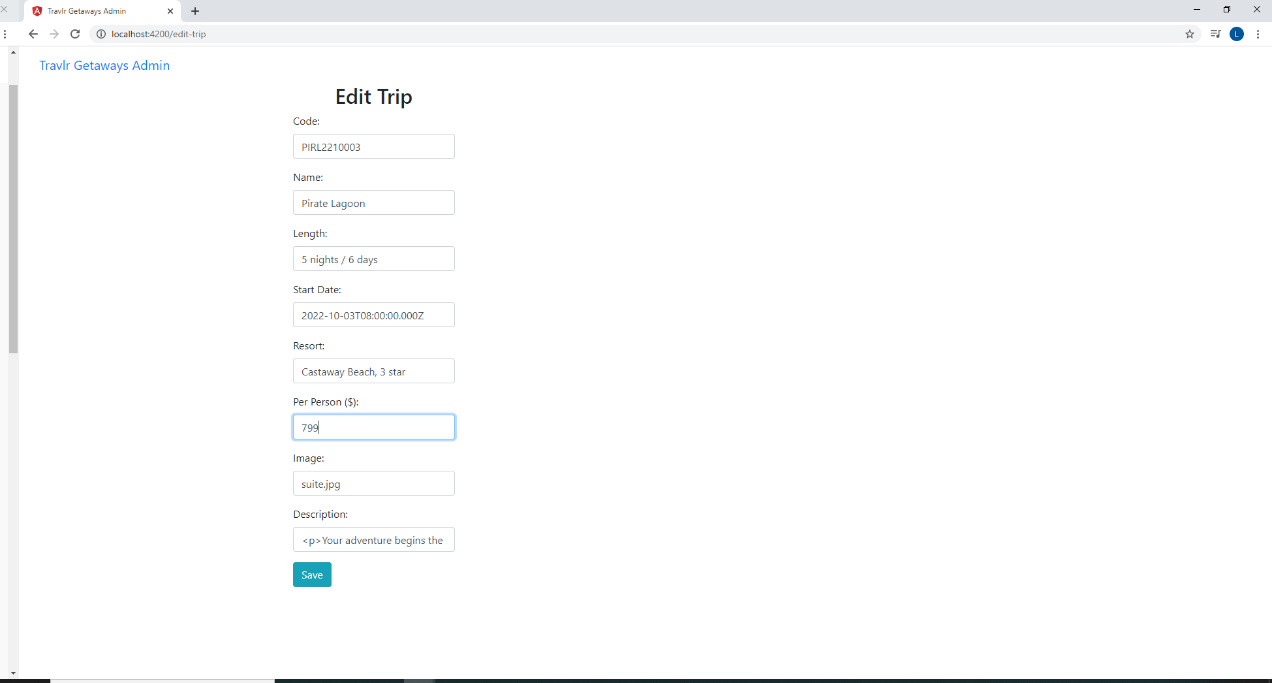 Travlr Getaways Admin
localhost:4200/edit-trip
L
Travlr Getaways Admin
Edit Trip
Code:
PIRL2210003
Name:
Pirate Lagoon
Length:
5 nights / 6 days
Start Date:
2022-10-03T08:00:00.000Z
Resort:
Castaway Beach, 3 star
Per Person ($):
799
Image:
suite.jpg
Description:
<p>Your adventure begins the
Save